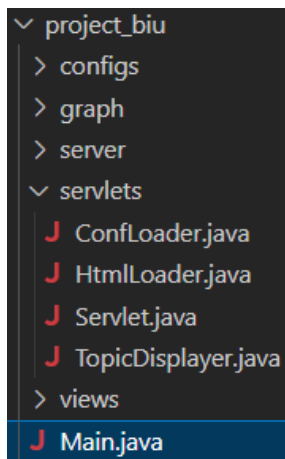 project_biu
configs
graph
server
servlets
J ConfLoader.java
J HtmlLoader.java
J Servlet.java
J TopicDisplayer.java
views
J Main.java